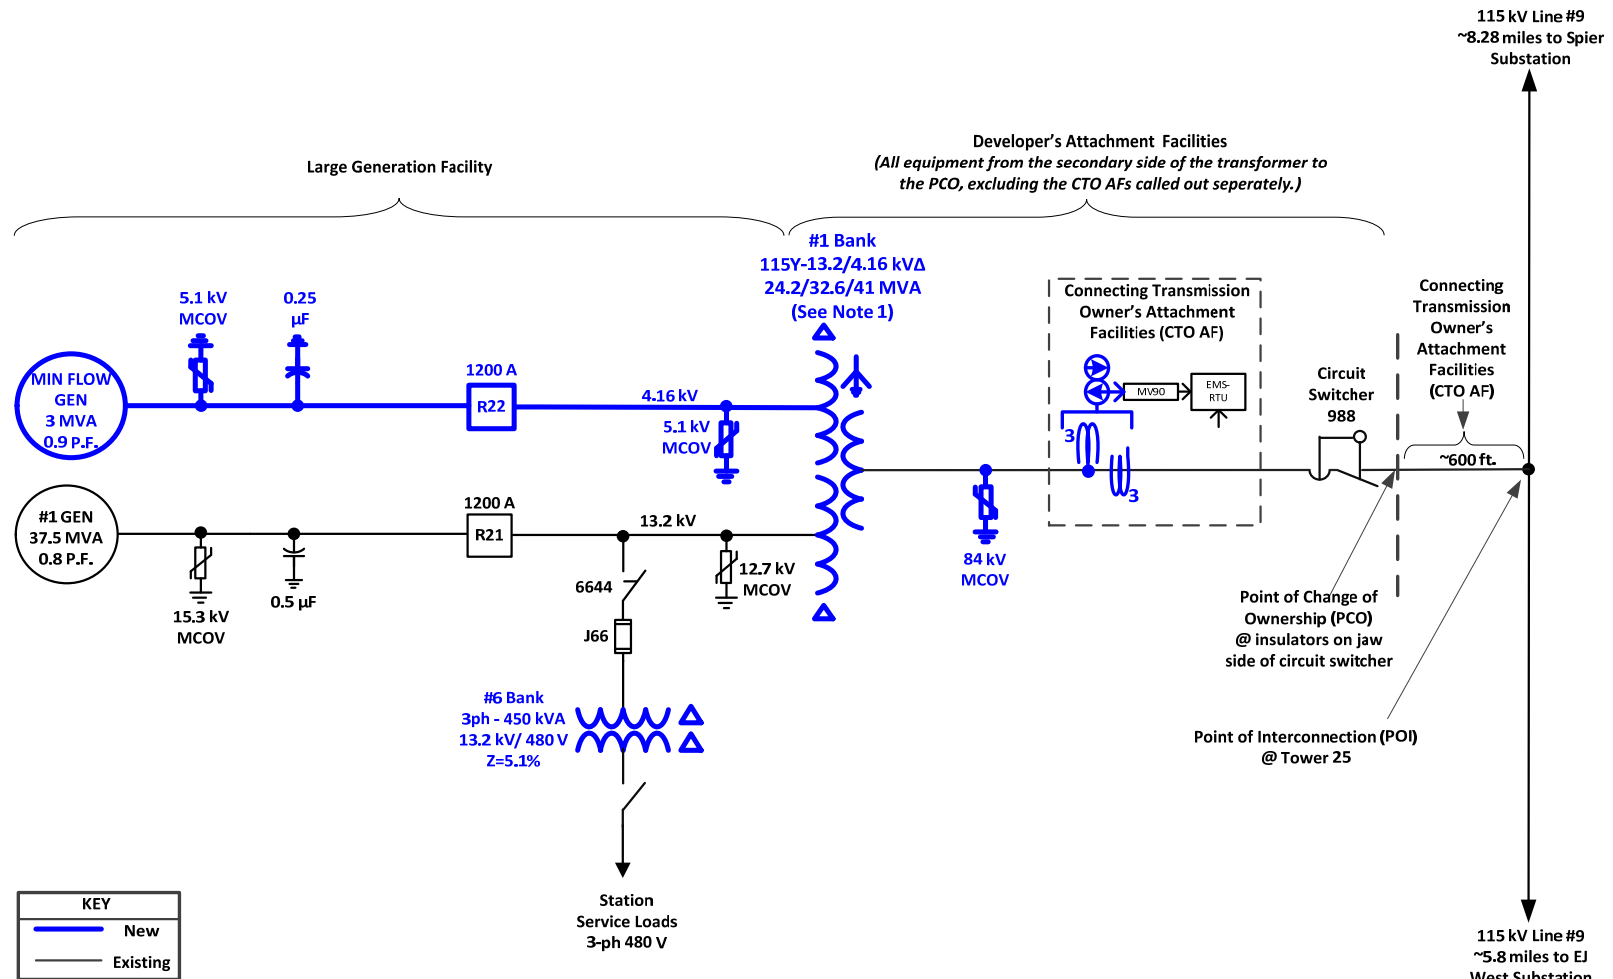 115 kV Line #9
~8.28 miles to Spier
Substation
Large Generation Facility
Developer's Attachment Facilities
(All equipment from the secondary side of the transformer to
the PCO, excluding the CTO AFs called out seperately.)
#1 Bank
115Y-13.2/4.16 kVΔ
24.2/32.6/41 MVA
(See Note 1)
5.1 kV
MCOV
0.25
µF
MIN FLOW
GEN
3 MVA
0.9 P.F.
1200 A
R22
4.16 kV
5.1 kV
MCOV
Connecting Transmission
Owner's Attachment
Facilities (CTO AF)
MV90
EMS-
RTU
3
3
Circuit
Switcher
988
Connecting
Transmission
Owner's
Attachment
Facilities
(CTO AF)
~600 ft.
#1 GEN
37.5 MVA
0.8 P.F.
1200 A
R21
13.2 kV
15.3 kV
MCOV
0.5 µF
6644
J66
12.7 kV
MCOV
84 kV
MCOV
Point of Change of
Ownership (PCO)
@ insulators on jaw
side of circuit switcher
Point of Interconnection (POI)
@ Tower 25
#6 Bank
3ph - 450 kVA
13.2 kV/ 480 V
Z=5.1%
Station
Service Loads
3-ph 480 V
KEY
New
Existing
115 kV Line #9
~5.8 miles to EJ
West Substation